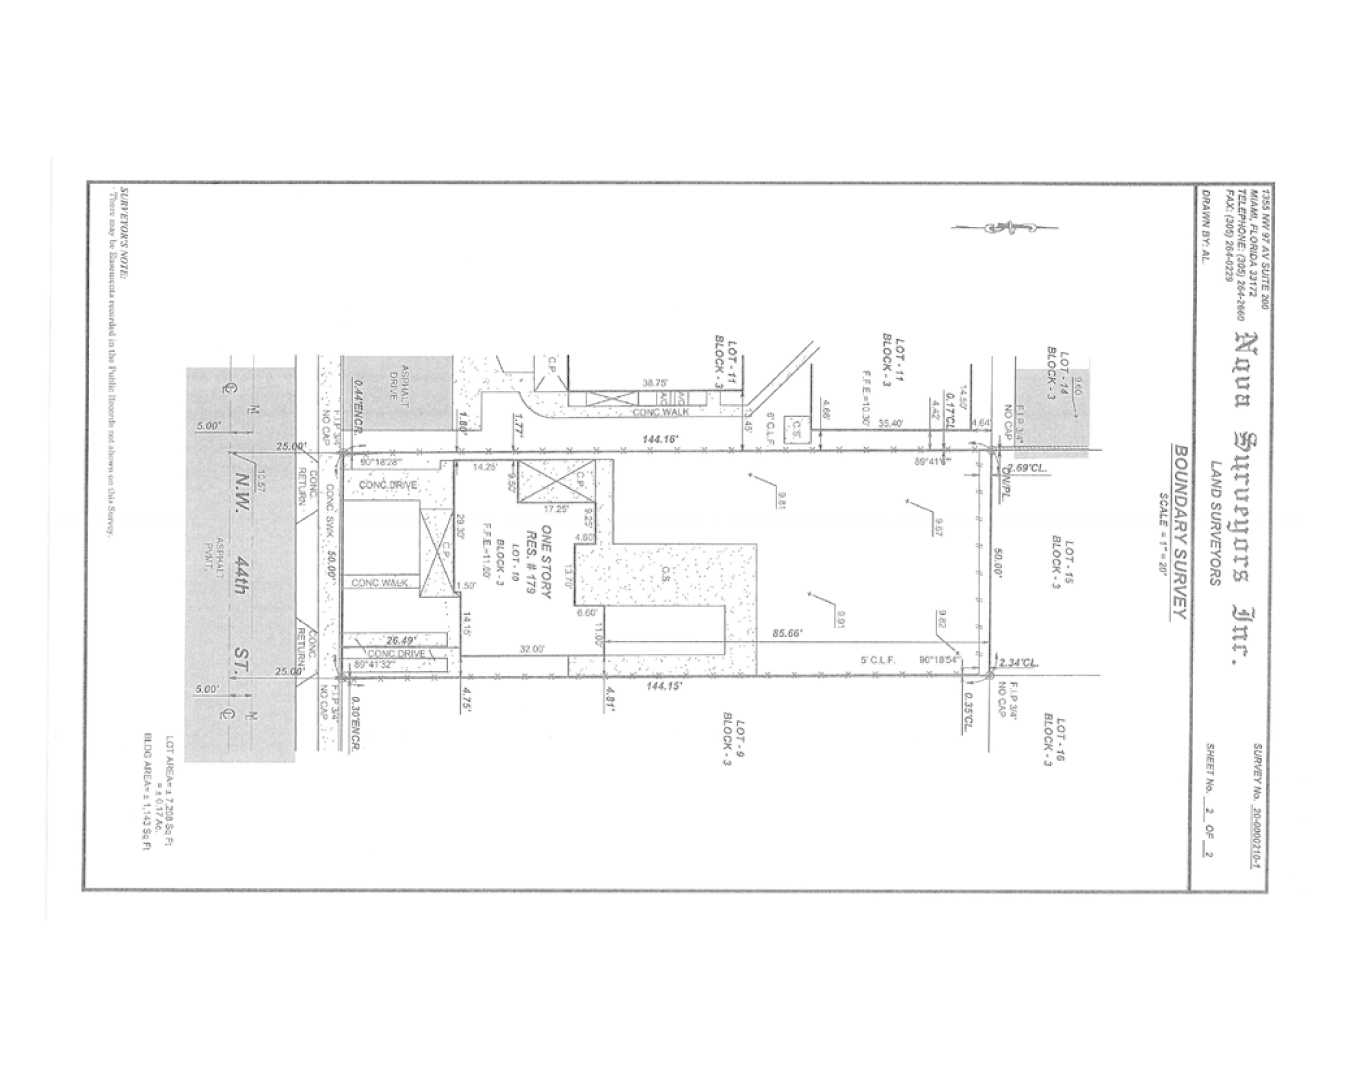 1355 NW 97 AV SUITE 200
MIAMI, FLORIDA 33172
TELEPHONE: (305) 264-2660
FAX: (305) 264-0229
DRAWN BY: AL.
Nova Surveyors Inc.
LAND SURVEYORS
SURVEY No. 20-0000210-1
SHEET No. 2 OF 2
BOUNDARY SURVEY
SCALE = 1" = 20'
LOT - 14
BLOCK - 3
9.60
LOT - 15
BLOCK - 3
LOT - 16
BLOCK - 3
F.I.P 3/4"
NO CAP
ON/PL
2.69'CL.
50.00'
2.34'CL.
F.I.P 3/4"
NO CAP
14.50'
0.17'CL.
4.42'
4.64'
89°41'
90°18'54"
0.35'CL.
LOT - 11
BLOCK - 3
F.F.E.=10.30'
35.40'
4.66'
C.S.
6' C.L.F.
9.67
9.82
9.81
9.91
85.66'
5' C.L.F.
LOT - 11
BLOCK - 3
38.75'
A/C
A/C
CONC.WALK
144.16'
144.15'
LOT - 9
BLOCK - 3
C.P.
C.S.
C.P.
9.25'
4.80'
13.70'
6.60'
11.00'
4.81'
17.25'
9.50'
1.77'
ONE STORY
RES. # 179
LOT - 10
BLOCK - 3
F.F.E.=11.00'
32.00'
14.25'
1.80'
29.30'
1.50'
14.15'
4.75'
C.P.
ASPHALT
DRIVE
CONC.DRIVE
CONC.WALK.
26.49'
CONC.DRIVE
90°18'28"
89°41'32"
0.44'ENCR.
0.30'ENCR.
F.I.P 3/4"
NO CAP
F.I.P 3/4"
NO CAP
CONC. SWK.
50.00'
CONC.
RETURN
CONC.
RETURN
25.00'
25.00'
10.57
5.00'
5.00'
M
M
N.W. 44th ST.
ASPHALT
PVMT.
LOT AREA= ± 7,208 Sq Ft
= ± 0.17 Ac.
BLDG AREA= ± 1,143 Sq Ft
SURVEYOR'S NOTE:
There may be Easements recorded in the Public Records not shown on this Survey.